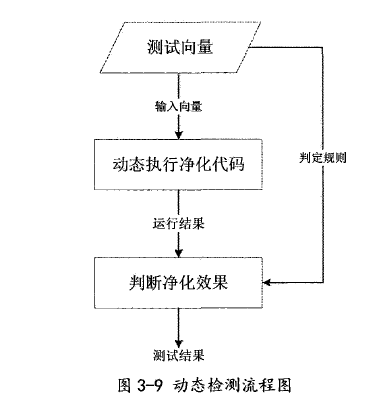 测试向量
输入向量
动态执行净化代码
判定规则
运行结果
判断净化效果
测试结果
图 3-9 动态检测流程图